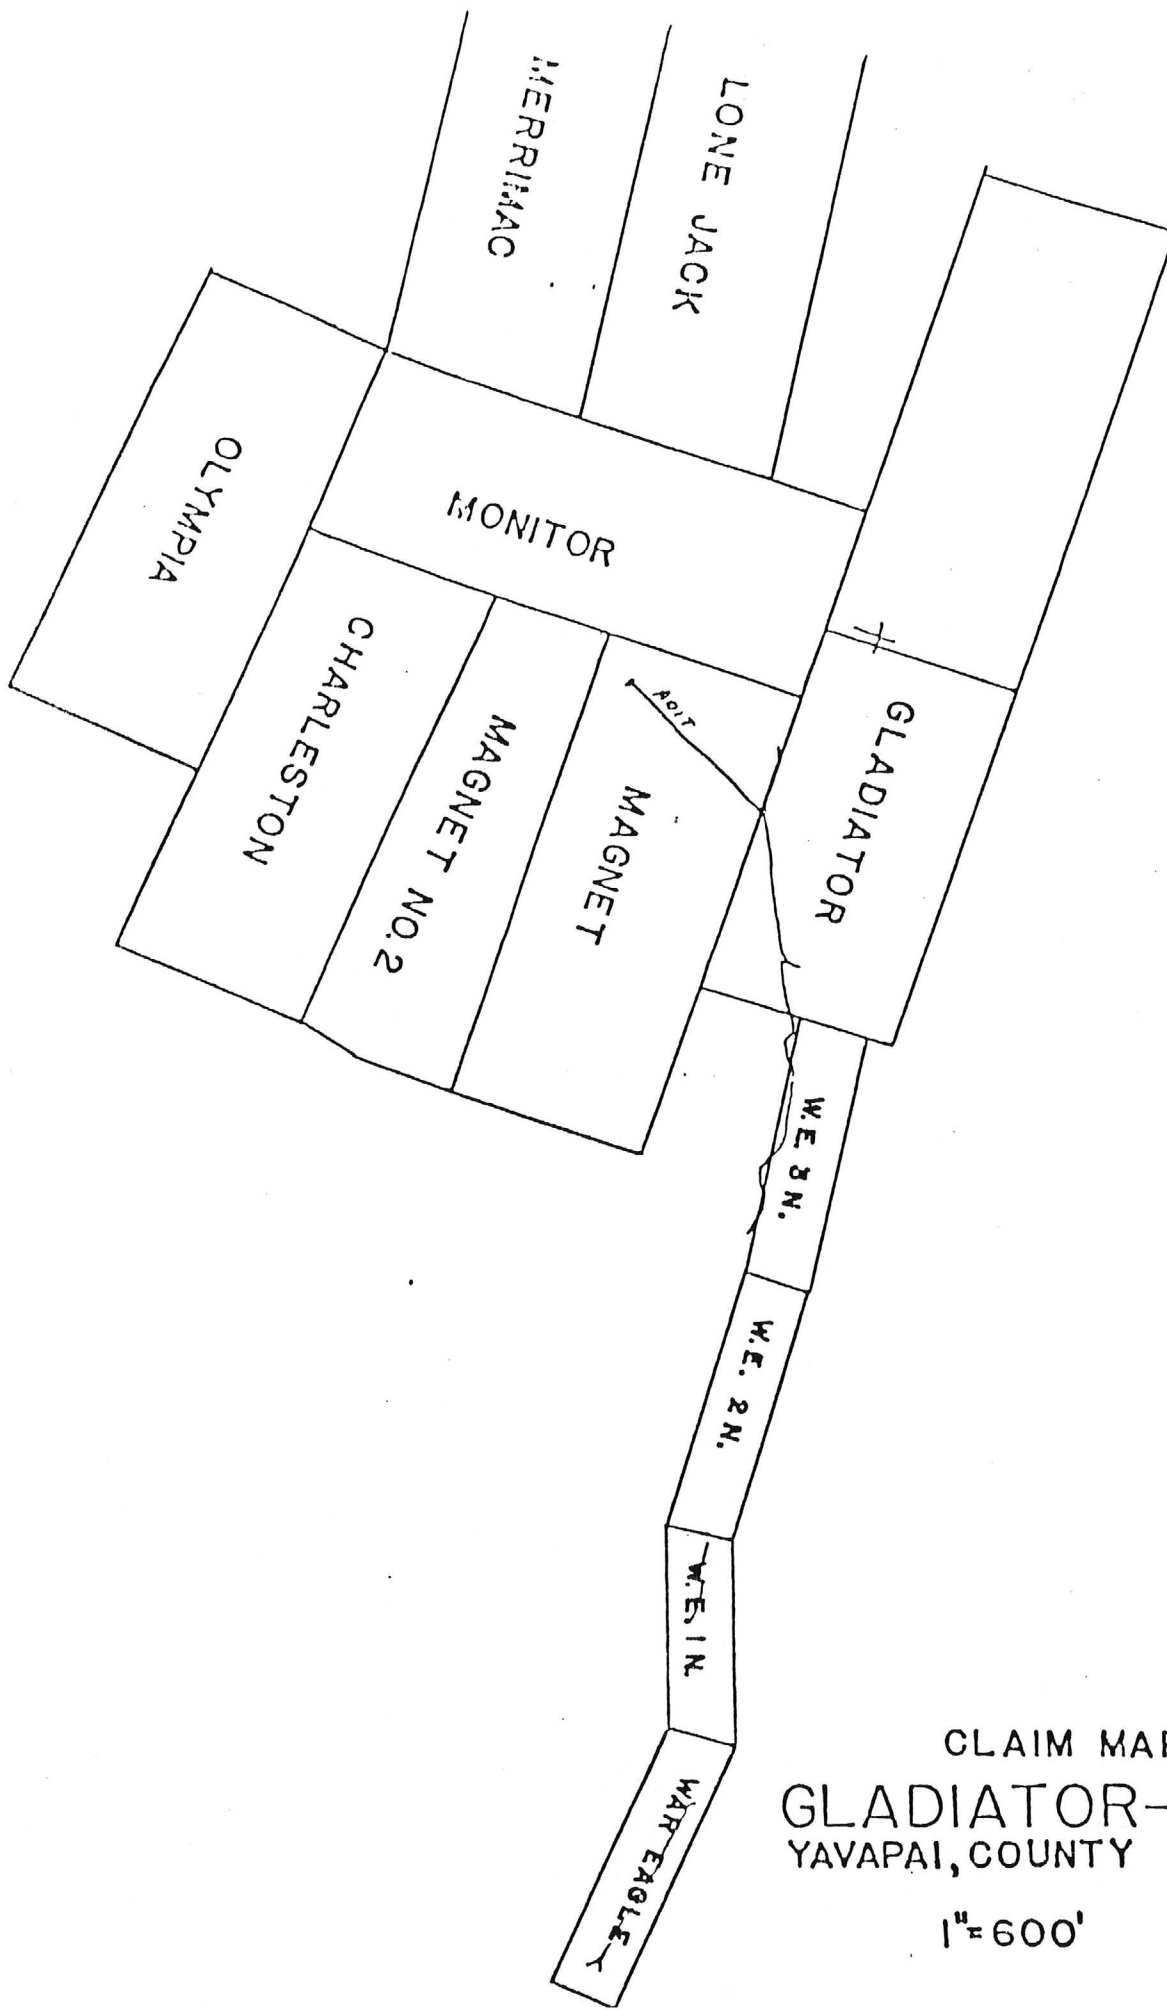 MERRIMAC
LONE JACK
OLYMPIA
MONITOR
CHARLESTON
MAGNET NO.2
MAGNET
ADIT
GLADIATOR
W.E. 3 N.
W.E. 2 N.
W.E. 1 N.
WAR EAGLE
CLAIM MAP
GLADIATOR-
YAVAPAI, COUNTY
1"=600'